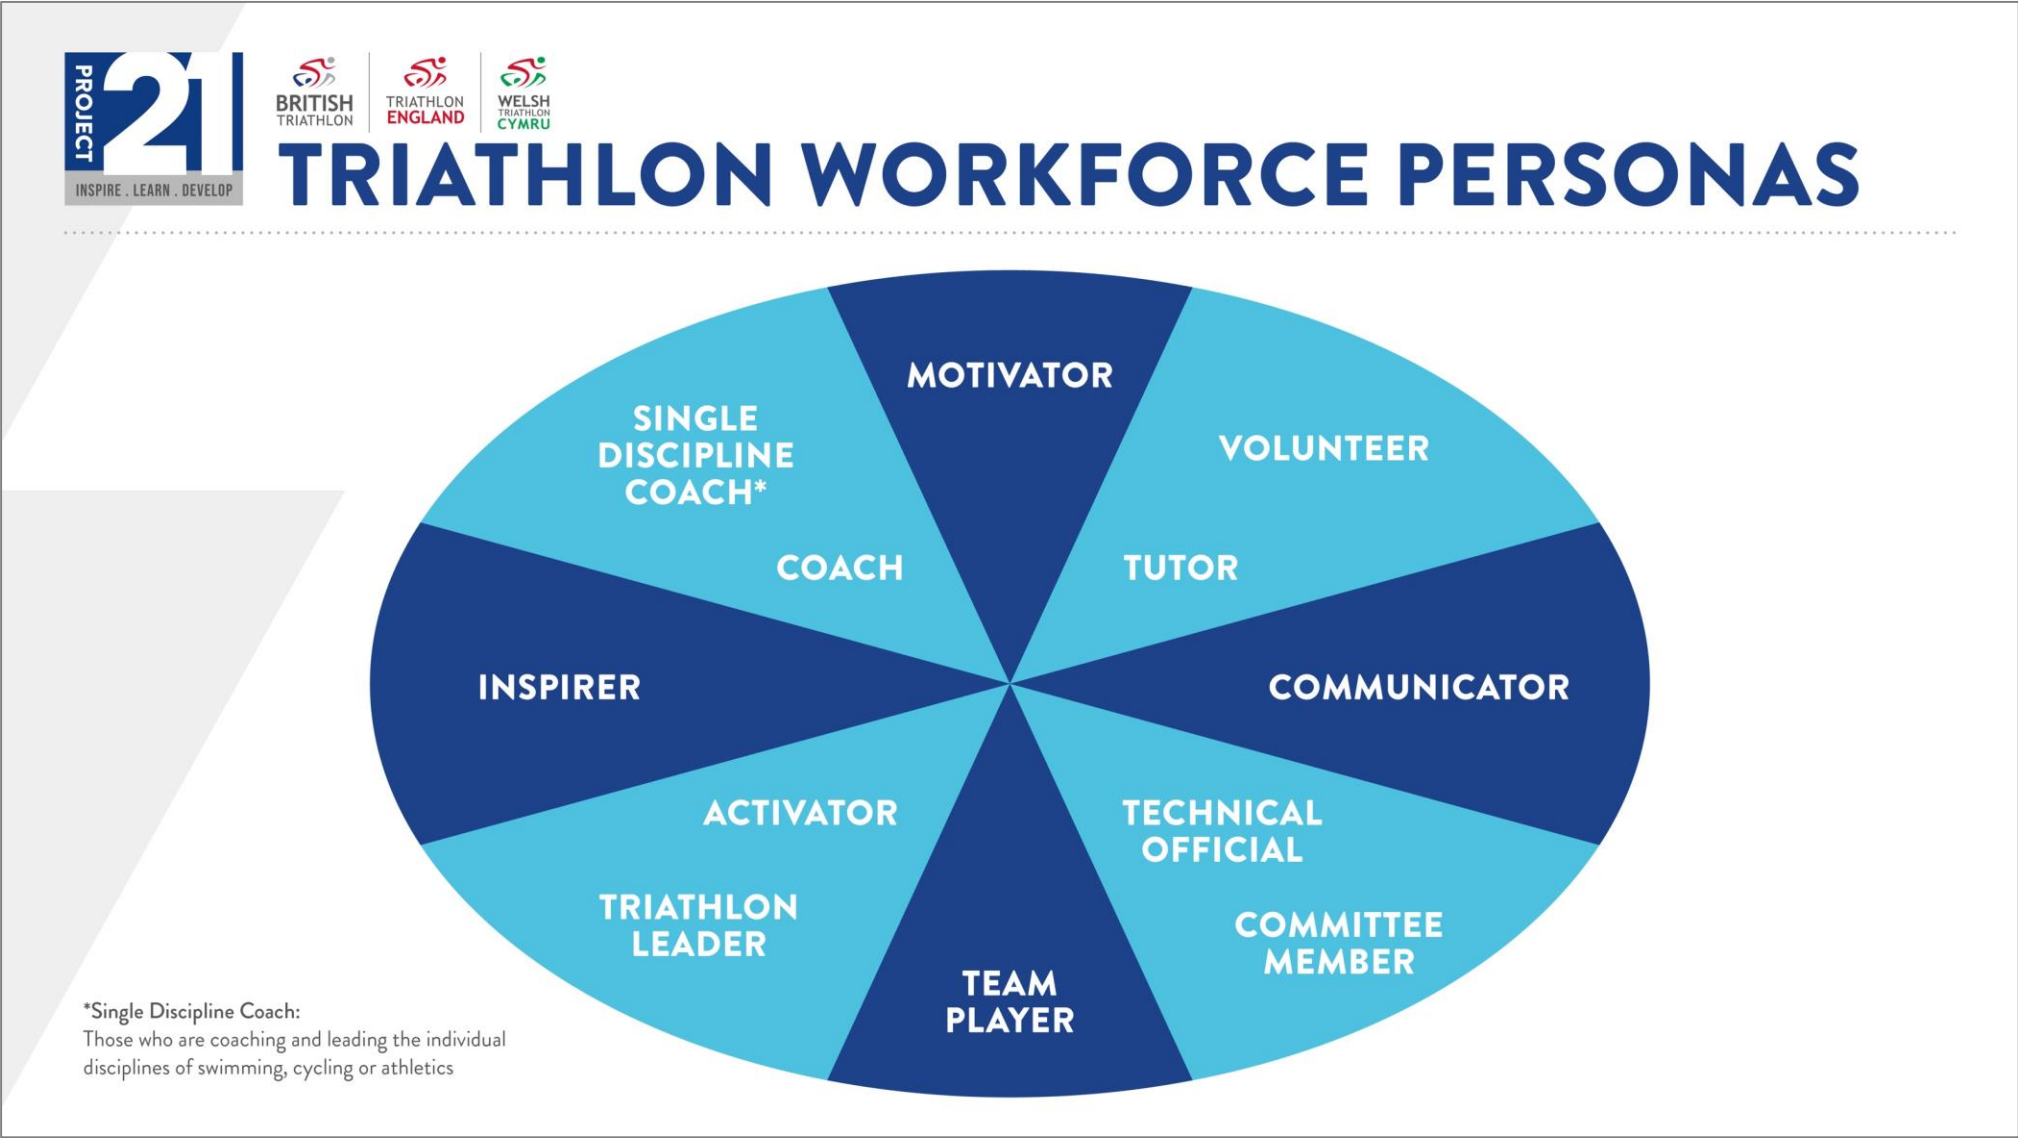 PROJECT
21
INSPIRE . LEARN . DEVELOP
BRITISH
TRIATHLON
TRIATHLON
ENGLAND
WELSH
TRIATHLON
CYMRU
TRIATHLON WORKFORCE PERSONAS
MOTIVATOR
SINGLE
DISCIPLINE
COACH*
VOLUNTEER
COACH
TUTOR
INSPIRER
COMMUNICATOR
ACTIVATOR
TECHNICAL
OFFICIAL
TRIATHLON
LEADER
COMMITTEE
MEMBER
TEAM
PLAYER
*Single Discipline Coach:
Those who are coaching and leading the individual
disciplines of swimming, cycling or athletics